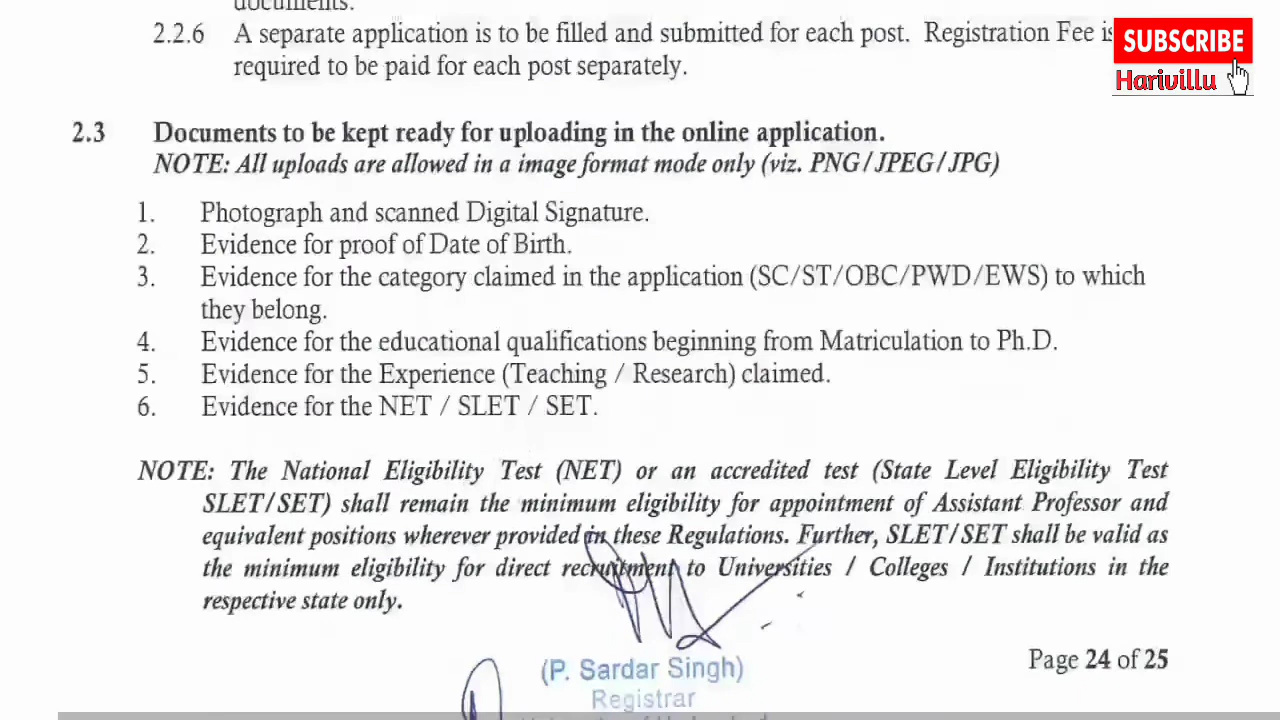 documents.
2.2.6 A separate application is to be filled and submitted for each post. Registration Fee is
required to be paid for each post separately.
SUBSCRIBE
Harivillu
2.3 Documents to be kept ready for uploading in the online application.
NOTE: All uploads are allowed in a image format mode only (viz. PNG/JPEG/JPG)
1. Photograph and scanned Digital Signature.
2. Evidence for proof of Date of Birth.
3. Evidence for the category claimed in the application (SC/ST/OBC/PWD/EWS) to which
they belong.
4. Evidence for the educational qualifications beginning from Matriculation to Ph.D.
5. Evidence for the Experience (Teaching / Research) claimed.
6. Evidence for the NET / SLET / SET.
NOTE: The National Eligibility Test (NET) or an accredited test (State Level Eligibility Test
SLET/SET) shall remain the minimum eligibility for appointment of Assistant Professor and
equivalent positions wherever provided in these Regulations. Further, SLET/SET shall be valid as
the minimum eligibility for direct recruitment to Universities / Colleges / Institutions in the
respective state only.
(P. Sardar Singh)
Registrar
Page 24 of 25